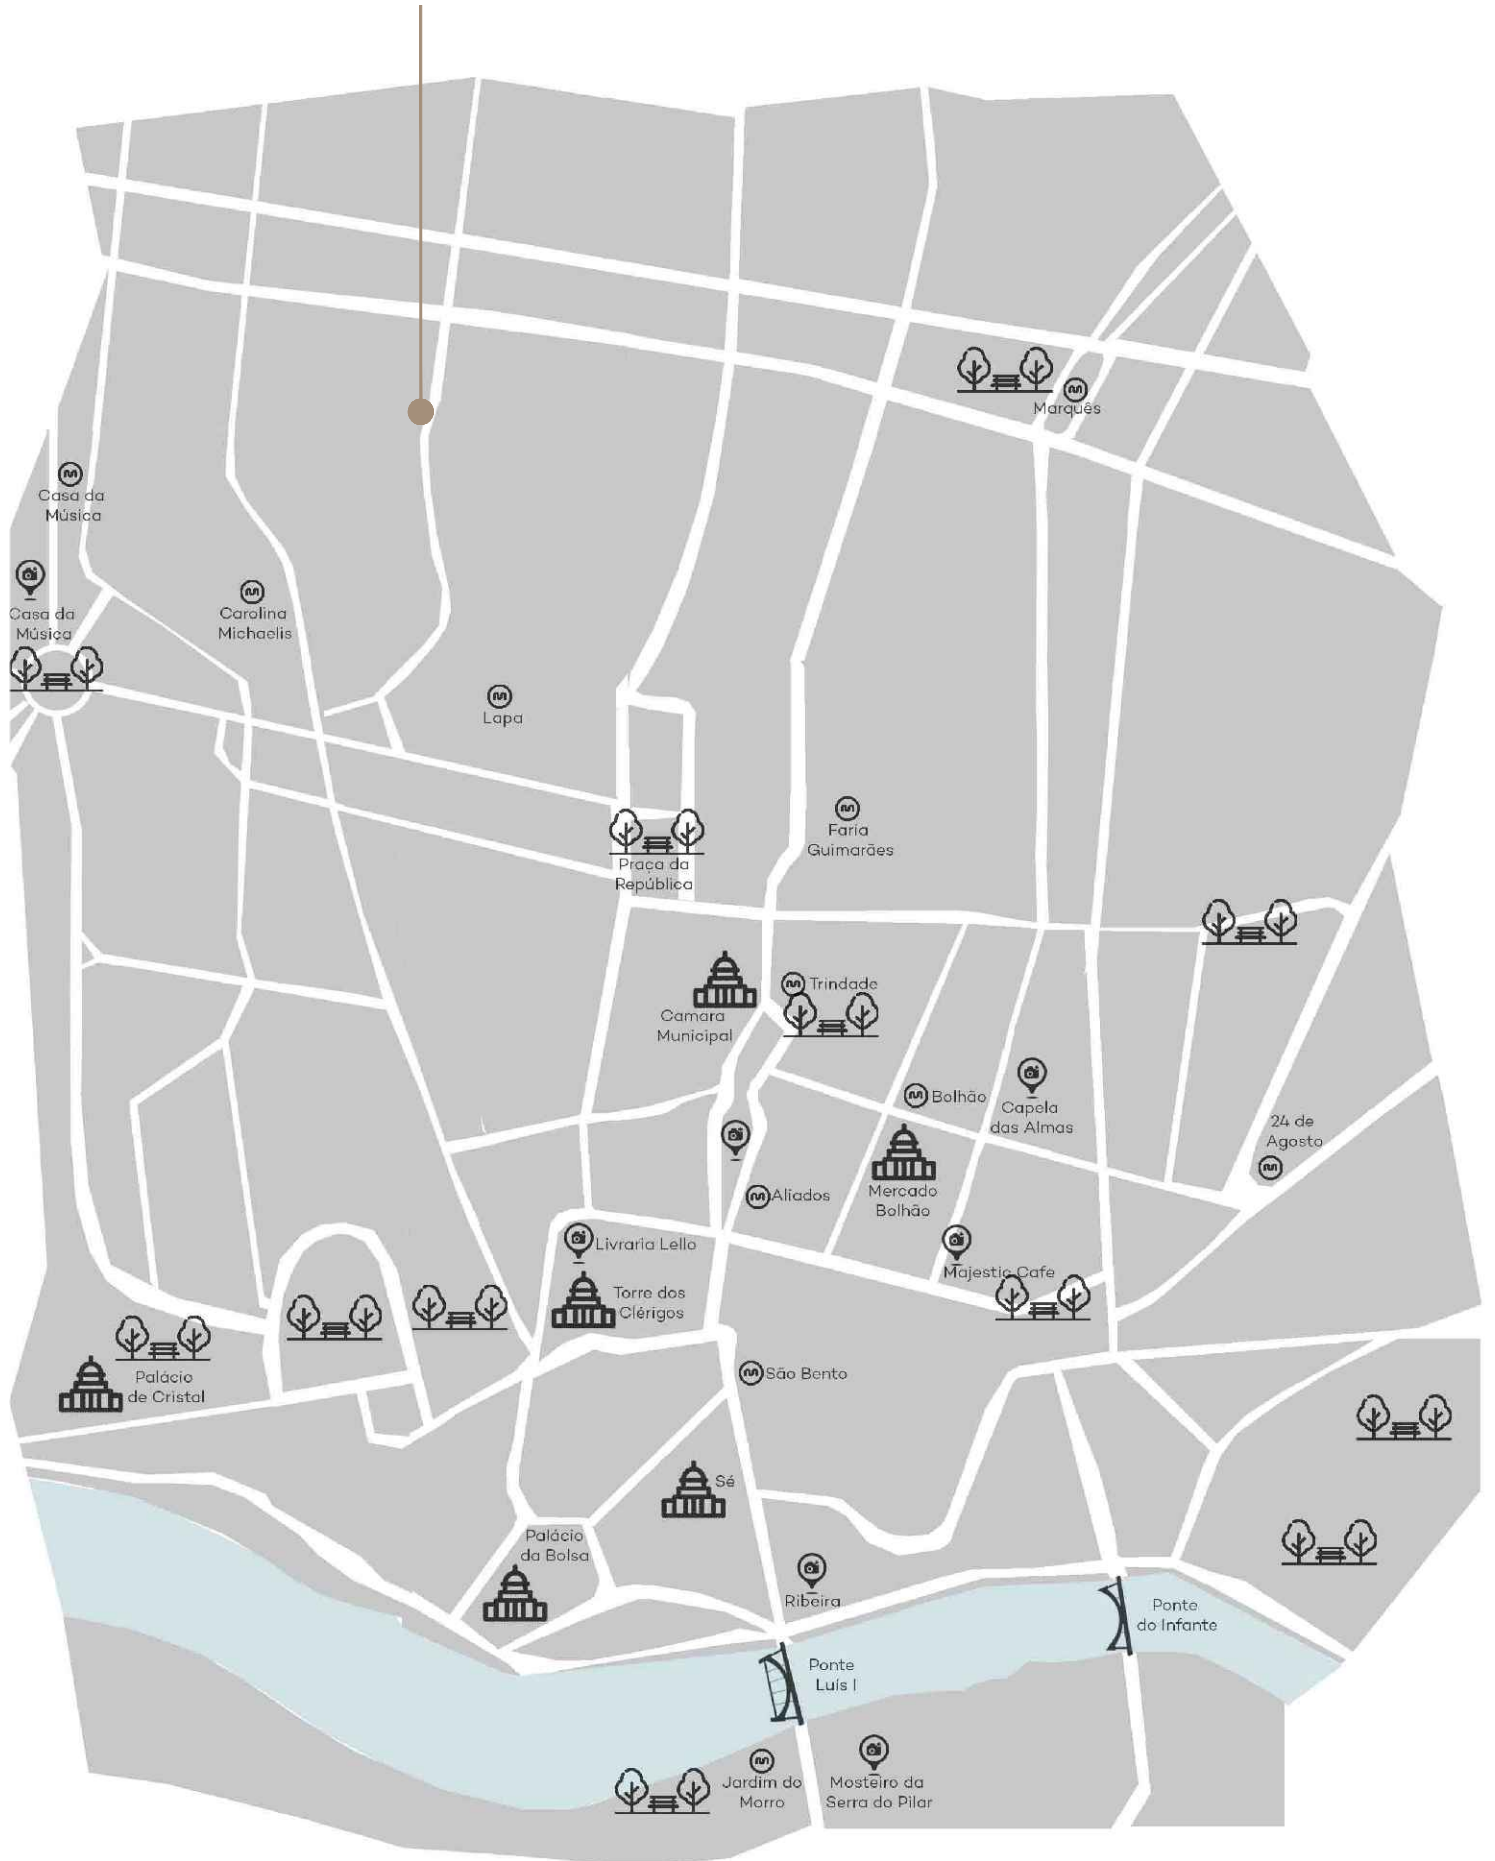 Marquês
Casa da
Música
Casa da
Música
Carolina
Michaelis
Lapa
Faria
Guimarães
Praça da
República
Trindade
Camara
Municipal
Bolhão
Capela
das Almas
24 de
Agosto
Aliados
Mercado
Bolhão
Livraria Lello
Majestic Cafe
Torre dos
Clérigos
São Bento
Palácio
de Cristal
Sé
Palácio
da Bolsa
Ribeira
Ponte
do Infante
Ponte
Luís I
Jardim do
Morro
Mosteiro da
Serra do Pilar